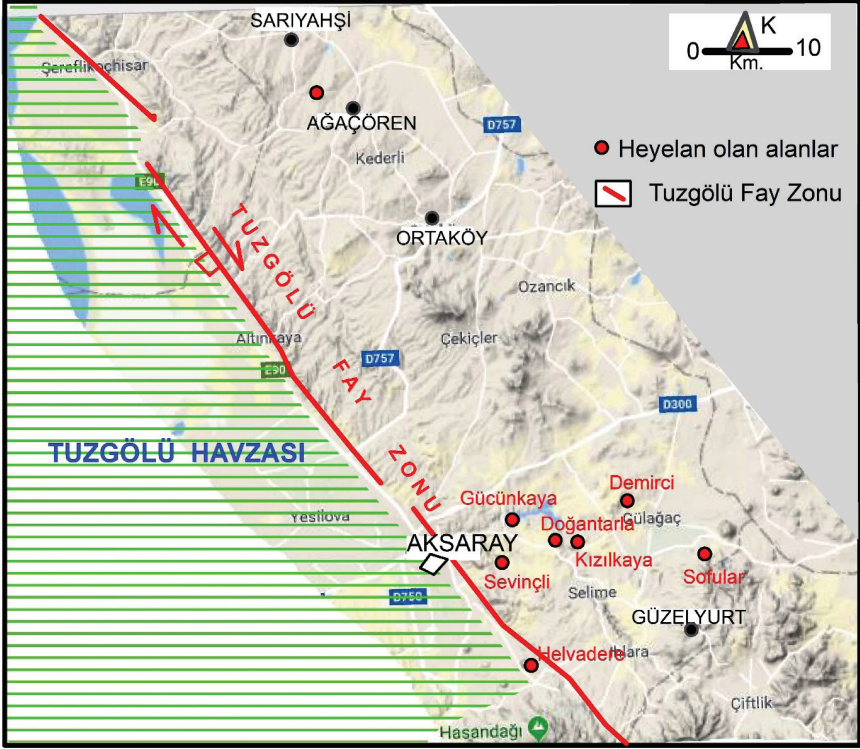 SARIYAHŞİ
K
0 10
Km.
Şereflikoçhisar
AĞAÇÖREN
D757
Heyelan olan alanlar
Kederli
E90
Tuzgölü Fay Zonu
TUZGÖLÜ FAY ZONU
ORTAKÖY
Ozancık
Altınkaya
Çekiçler
D757
E90
D300
TUZGÖLÜ HAVZASI
Demirci
Gücünkaya
Yeşilova
Doğantarla
Gülağaç
AKSARAY
Kızılkaya
Sevinçli
Sofular
Selime
D750
GÜZELYURT
Helvadere
Ihlara
Çiftlik
Hasandağı